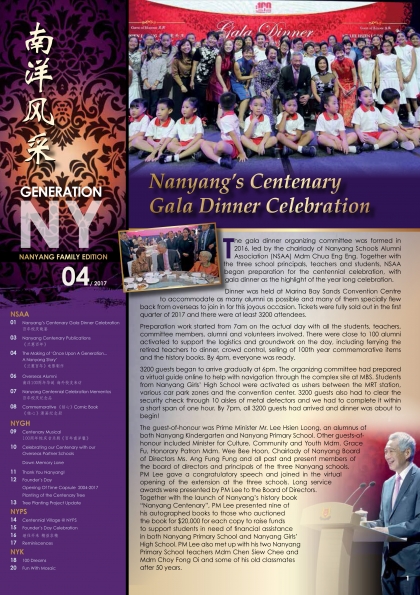 南洋风采
GENERATION
NY
NANYANG FAMILY EDITION
04 / 2017
NSAA
01 Nanyang's Centenary Gala Dinner Celebration
03 Nanyang Centenary Publications
04 The Making of 'Once Upon a Generation...
A Nanyang Story'
06 Overseas Alumni
07 Nanyang Centennial Celebration Mementos
08 Commemorative Comic Book
NYGH
09 Centenary Musical
10 Celebrating our Centenary with our
Overseas Partner Schools
Down Memory Lane
11 Thank You Nanyang!
12 Founder's Day
Opening Of Time Capsule 2004-2017
Planting of the Centenary Tree
13 Tree Planting Project Update
NYPS
14 Centennial Village @ NYPS
15 Founder's Day Celebration
16
17 Reminiscences
NYK
18 100 Dreams
20 Fun With Mosaic
Gala Dinner
Nanyang's Centenary
Gala Dinner Celebration
The gala dinner organizing committee was formed in
2016, led by the chairlady of Nanyang Schools Alumni
Association (NSAA) Mdm Chua Eng Eng. Together with
the three school principals, teachers and students, NSAA
began preparation for the centennial celebration, with
gala dinner as the highlight of the year long celebration.
Dinner was held at Marina Bay Sands Convention Centre
to accommodate as many alumni as possible and many of them specially flew
back from overseas to join in for this joyous occasion. Tickets were fully sold out in the first
quarter of 2017 and there were at least 3200 attendees.
Preparation work started from 7am on the actual day with all the students, teachers,
committee members, alumni and volunteers involved. There were close to 100 alumni
activated to support the logistics and groundwork on the day, including ferrying the
retired teachers to dinner, crowd control, selling of 100th year commemorative items
and the history books. By 4pm, everyone was ready.
3200 guests began to arrive gradually at 6pm. The organizing committee had prepared
a virtual guide online to help with navigation through the complex site at MBS. Students
from Nanyang Girls' High School were activated as ushers between the MRT station,
various car park zones and the convention center. 3200 guests also had to clear the
security check through 10 aisles of metal detectors and we had to complete it within
a short span of one hour. By 7pm, all 3200 guests had arrived and dinner was about to
begin!
The guest-of-honour was Prime Minister Mr. Lee Hsien Loong, an alumnus of
both Nanyang Kindergarten and Nanyang Primary School. Other guests-of-
honour included Minister for Culture, Community and Youth Mdm. Grace
Fu, Honorary Patron Mdm. Wee Bee Hoon, Chairlady of Nanyang Board
of Directors Ms. Ang Fung Fung and all past and present members of
the board of directors and principals of the three Nanyang schools.
PM Lee gave a congratulatory speech and joined in the virtual
opening of the extension at the three schools. Long service
awards were presented by PM Lee to the Board of Directors.
Together with the launch of Nanyang's history book
"Nanyang Centenary", PM Lee presented nine of
his autographed books to those who auctioned
the book for $20,000 for each copy to raise funds
to support students in need of financial assistance
in both Nanyang Primary School and Nanyang Girls'
High School. PM Lee also met up with his two Nanyang
Primary School teachers Mdm Chen Siew Chee and
Mdm Choy Fong Oi and some of his old classmates
after 50 years.
1